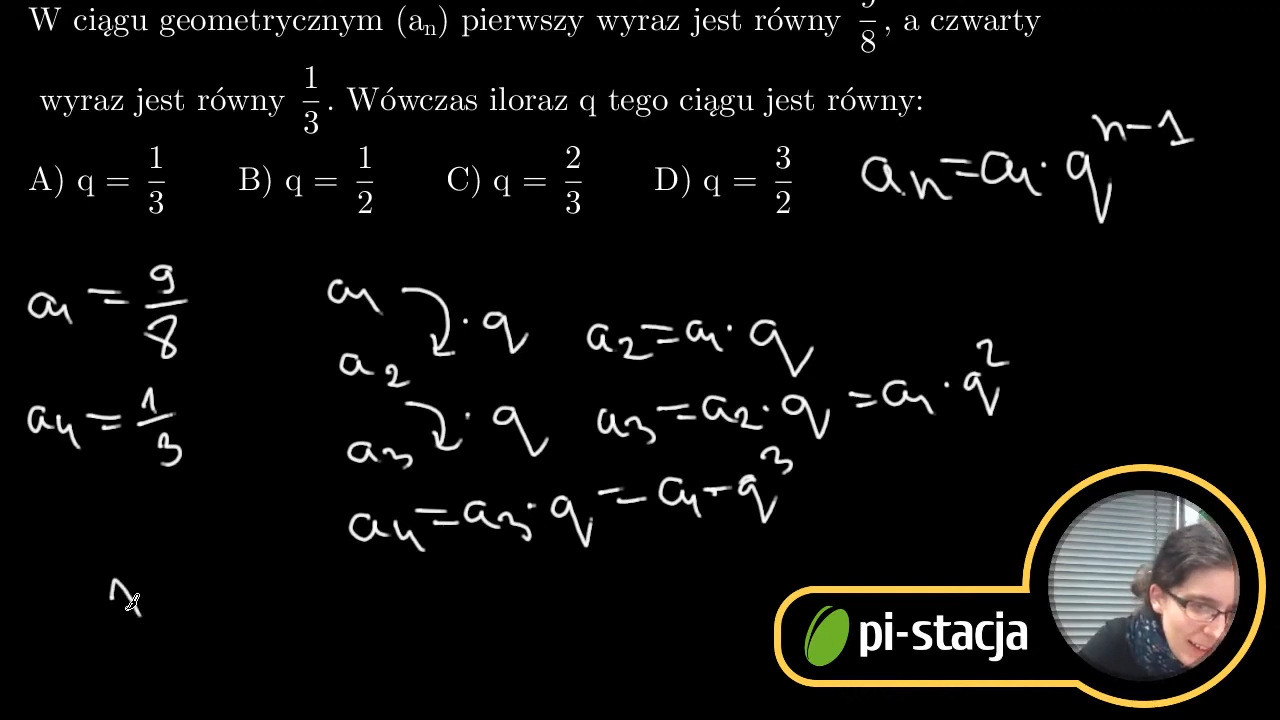 W ciągu geometrycznym (aₙ) pierwszy wyraz jest równy 9/8, a czwarty
wyraz jest równy 1/3. Wówczas iloraz q tego ciągu jest równy:
A) q = 1/3 B) q = 1/2 C) q = 2/3 D) q = 3/2
aₙ = a₁ · qⁿ⁻¹
a₁ = 9/8
a₄ = 1/3
a₁
· q
a₂
· q
a₃
a₂ = a₁ · q
a₃ = a₂ · q = a₁ · q²
a₄ = a₃ · q = a₁ · q³
pi-stacja